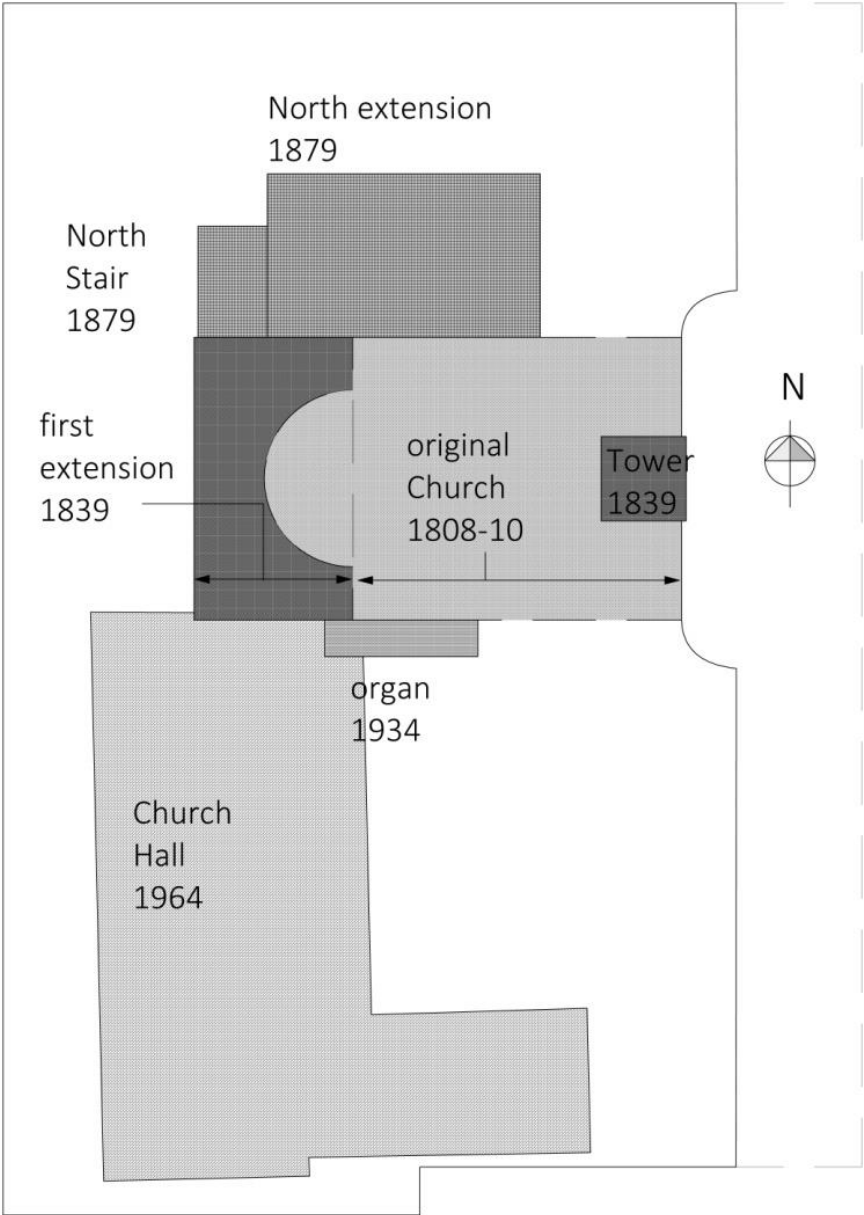 North extension
1879
North
Stair
1879
N
first
extension
1839
original
Church
1808-10
Tower
1839
organ
1934
Church
Hall
1964